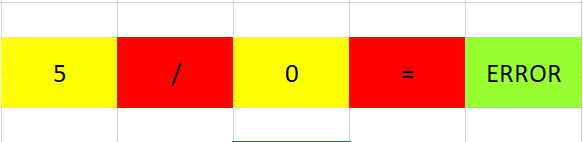 5 / 0 = ERROR